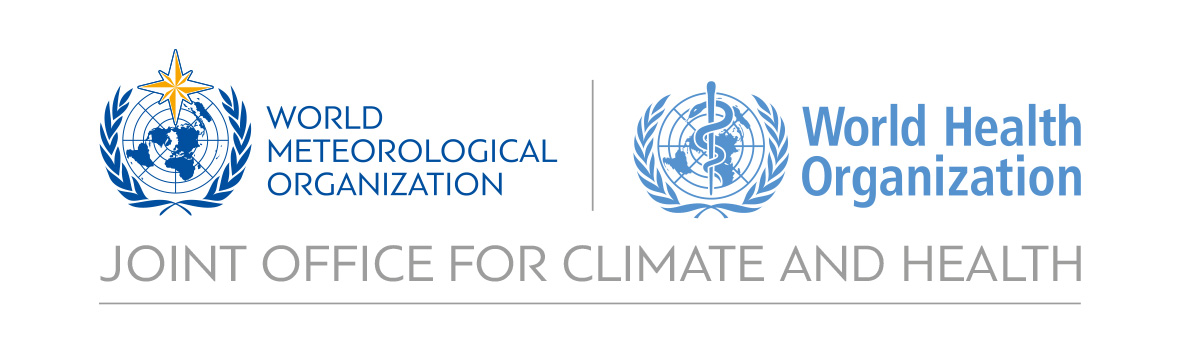 WORLD
METEOROLOGICAL
ORGANIZATION
World Health
Organization
JOINT OFFICE FOR CLIMATE AND HEALTH